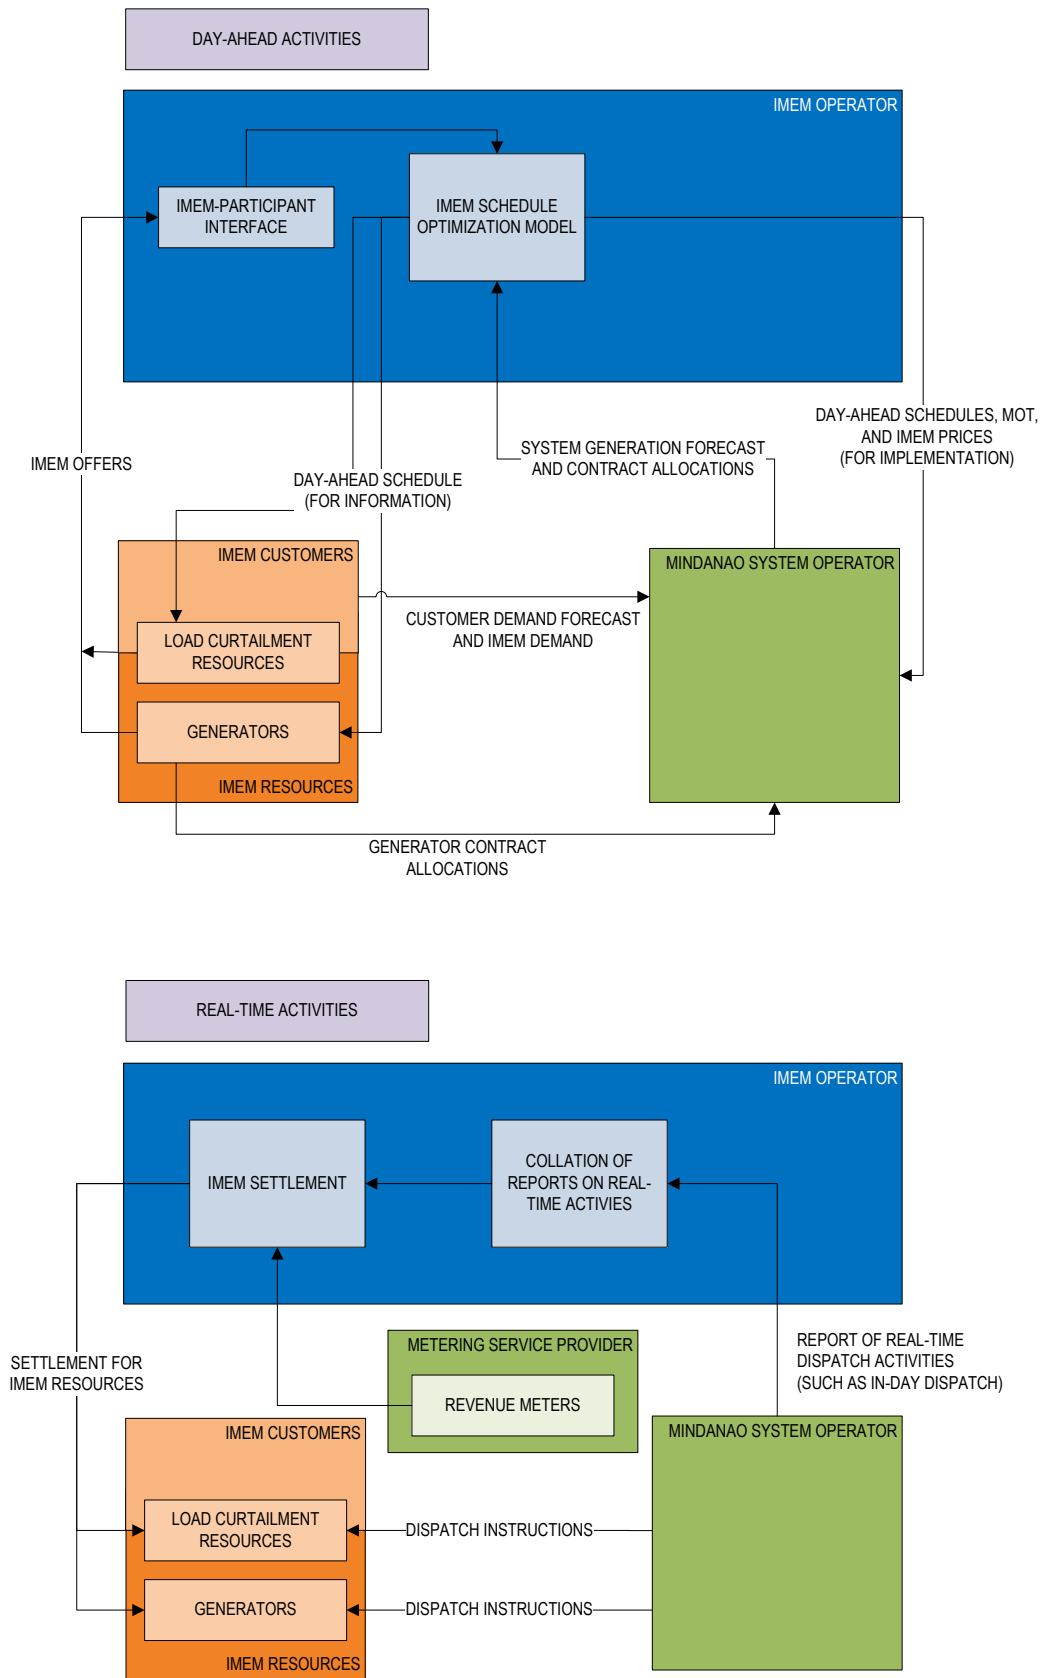 DAY-AHEAD ACTIVITIES
IMEM OPERATOR
IMEM-PARTICIPANT
INTERFACE
IMEM SCHEDULE
OPTIMIZATION MODEL
DAY-AHEAD SCHEDULES, MOT,
AND IMEM PRICES
(FOR IMPLEMENTATION)
SYSTEM GENERATION FORECAST
AND CONTRACT ALLOCATIONS
IMEM OFFERS
DAY-AHEAD SCHEDULE
(FOR INFORMATION)
IMEM CUSTOMERS
MINDANAO SYSTEM OPERATOR
CUSTOMER DEMAND FORECAST
AND IMEM DEMAND
LOAD CURTAILMENT
RESOURCES
GENERATORS
IMEM RESOURCES
GENERATOR CONTRACT
ALLOCATIONS
REAL-TIME ACTIVITIES
IMEM OPERATOR
IMEM SETTLEMENT
COLLATION OF
REPORTS ON REAL-
TIME ACTIVIES
METERING SERVICE PROVIDER
REVENUE METERS
REPORT OF REAL-TIME
DISPATCH ACTIVITIES
(SUCH AS IN-DAY DISPATCH)
SETTLEMENT FOR
IMEM RESOURCES
IMEM CUSTOMERS
MINDANAO SYSTEM OPERATOR
LOAD CURTAILMENT
RESOURCES
DISPATCH INSTRUCTIONS
GENERATORS
DISPATCH INSTRUCTIONS
IMEM RESOURCES